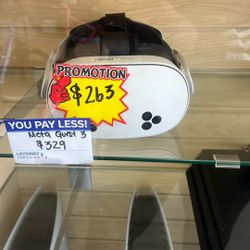 PROMOTION
$263
YOU PAY LESS!
Meta Quest 3
$329
LAYAWAY